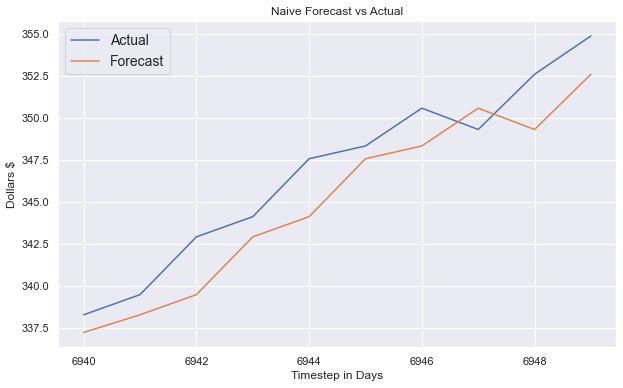 Naive Forecast vs Actual
Actual
Forecast
355.0
352.5
350.0
347.5
345.0
342.5
340.0
337.5
Dollars $
6940 6942 6944 6946 6948
Timestep in Days